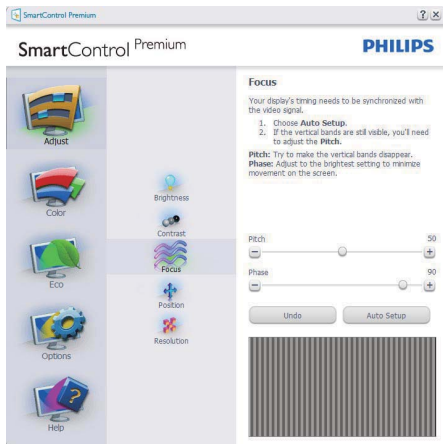 SmartControl Premium
? ×
SmartControl Premium
PHILIPS
Adjust
Color
Eco
Options
Help
Brightness
Contrast
Focus
Position
Resolution
Focus
Your display's timing needs to be synchronized with
the video signal.
1. Choose Auto Setup.
2. If the vertical bands are still visible, you'll need
to adjust the Pitch.
Pitch: Try to make the vertical bands disappear.
Phase: Adjust to the brightest setting to minimize
movement on the screen.
Pitch 50
Phase 90
Undo Auto Setup